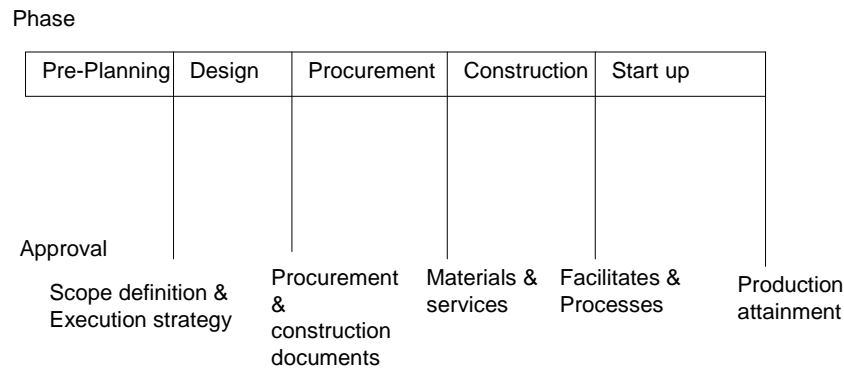 Phase
Pre-Planning Design Procurement Construction Start up
Approval
Scope definition &
Execution strategy
Procurement
&
construction
documents
Materials &
services
Facilitates &
Processes
Production
attainment